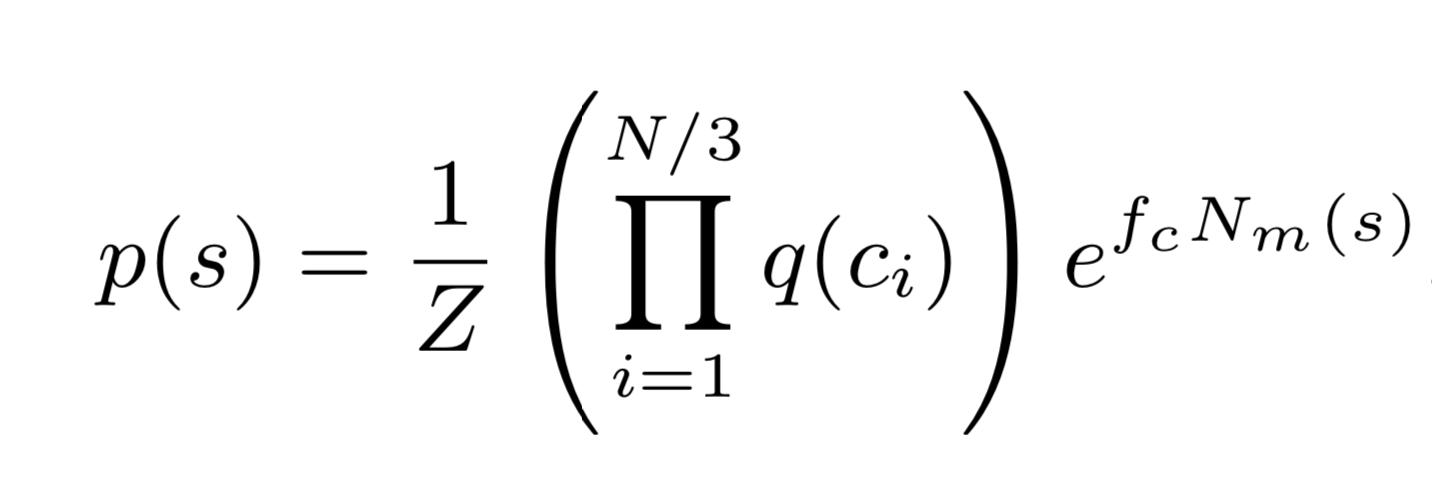 p(s) = \frac{1}{Z} \left( \prod_{i=1}^{N/3} q(c_i) \right) e^{f_c N_m(s)}